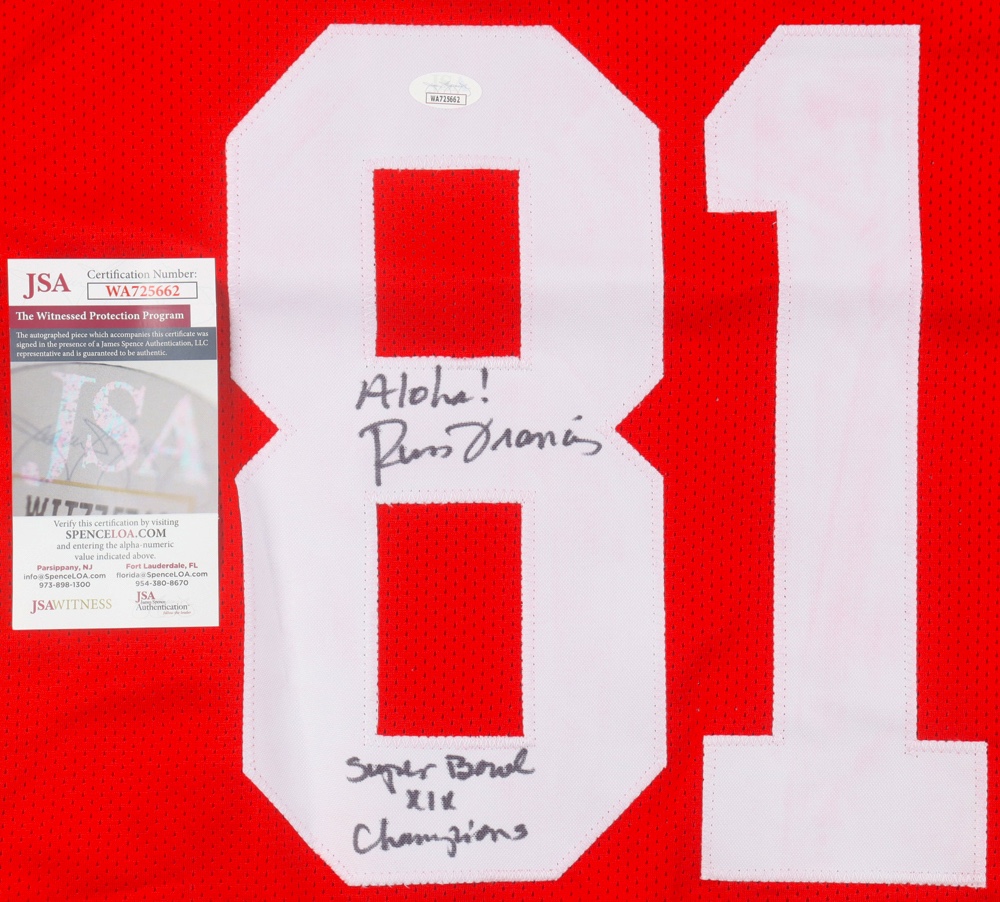 WA725662
81
JSA
Certification Number:
WA725662
The Witnessed Protection Program
The autographed piece which accompanies this certificate was
signed in the presence of a James Spence Authentication, LLC
representative and is guaranteed to be authentic.
JSA
Verify this certification by visiting
SPENCELOA.COM
and entering the alpha-numeric
value indicated above.
Parsippany, NJ
info@SpenceLOA.com
973-898-1300
Fort Lauderdale, FL
florida@SpenceLOA.com
954-380-8670
JSAWITNESS
JSA
James Spence
Authentication
Aloha!
Russ Francis
Super Bowl
XIX
Champions